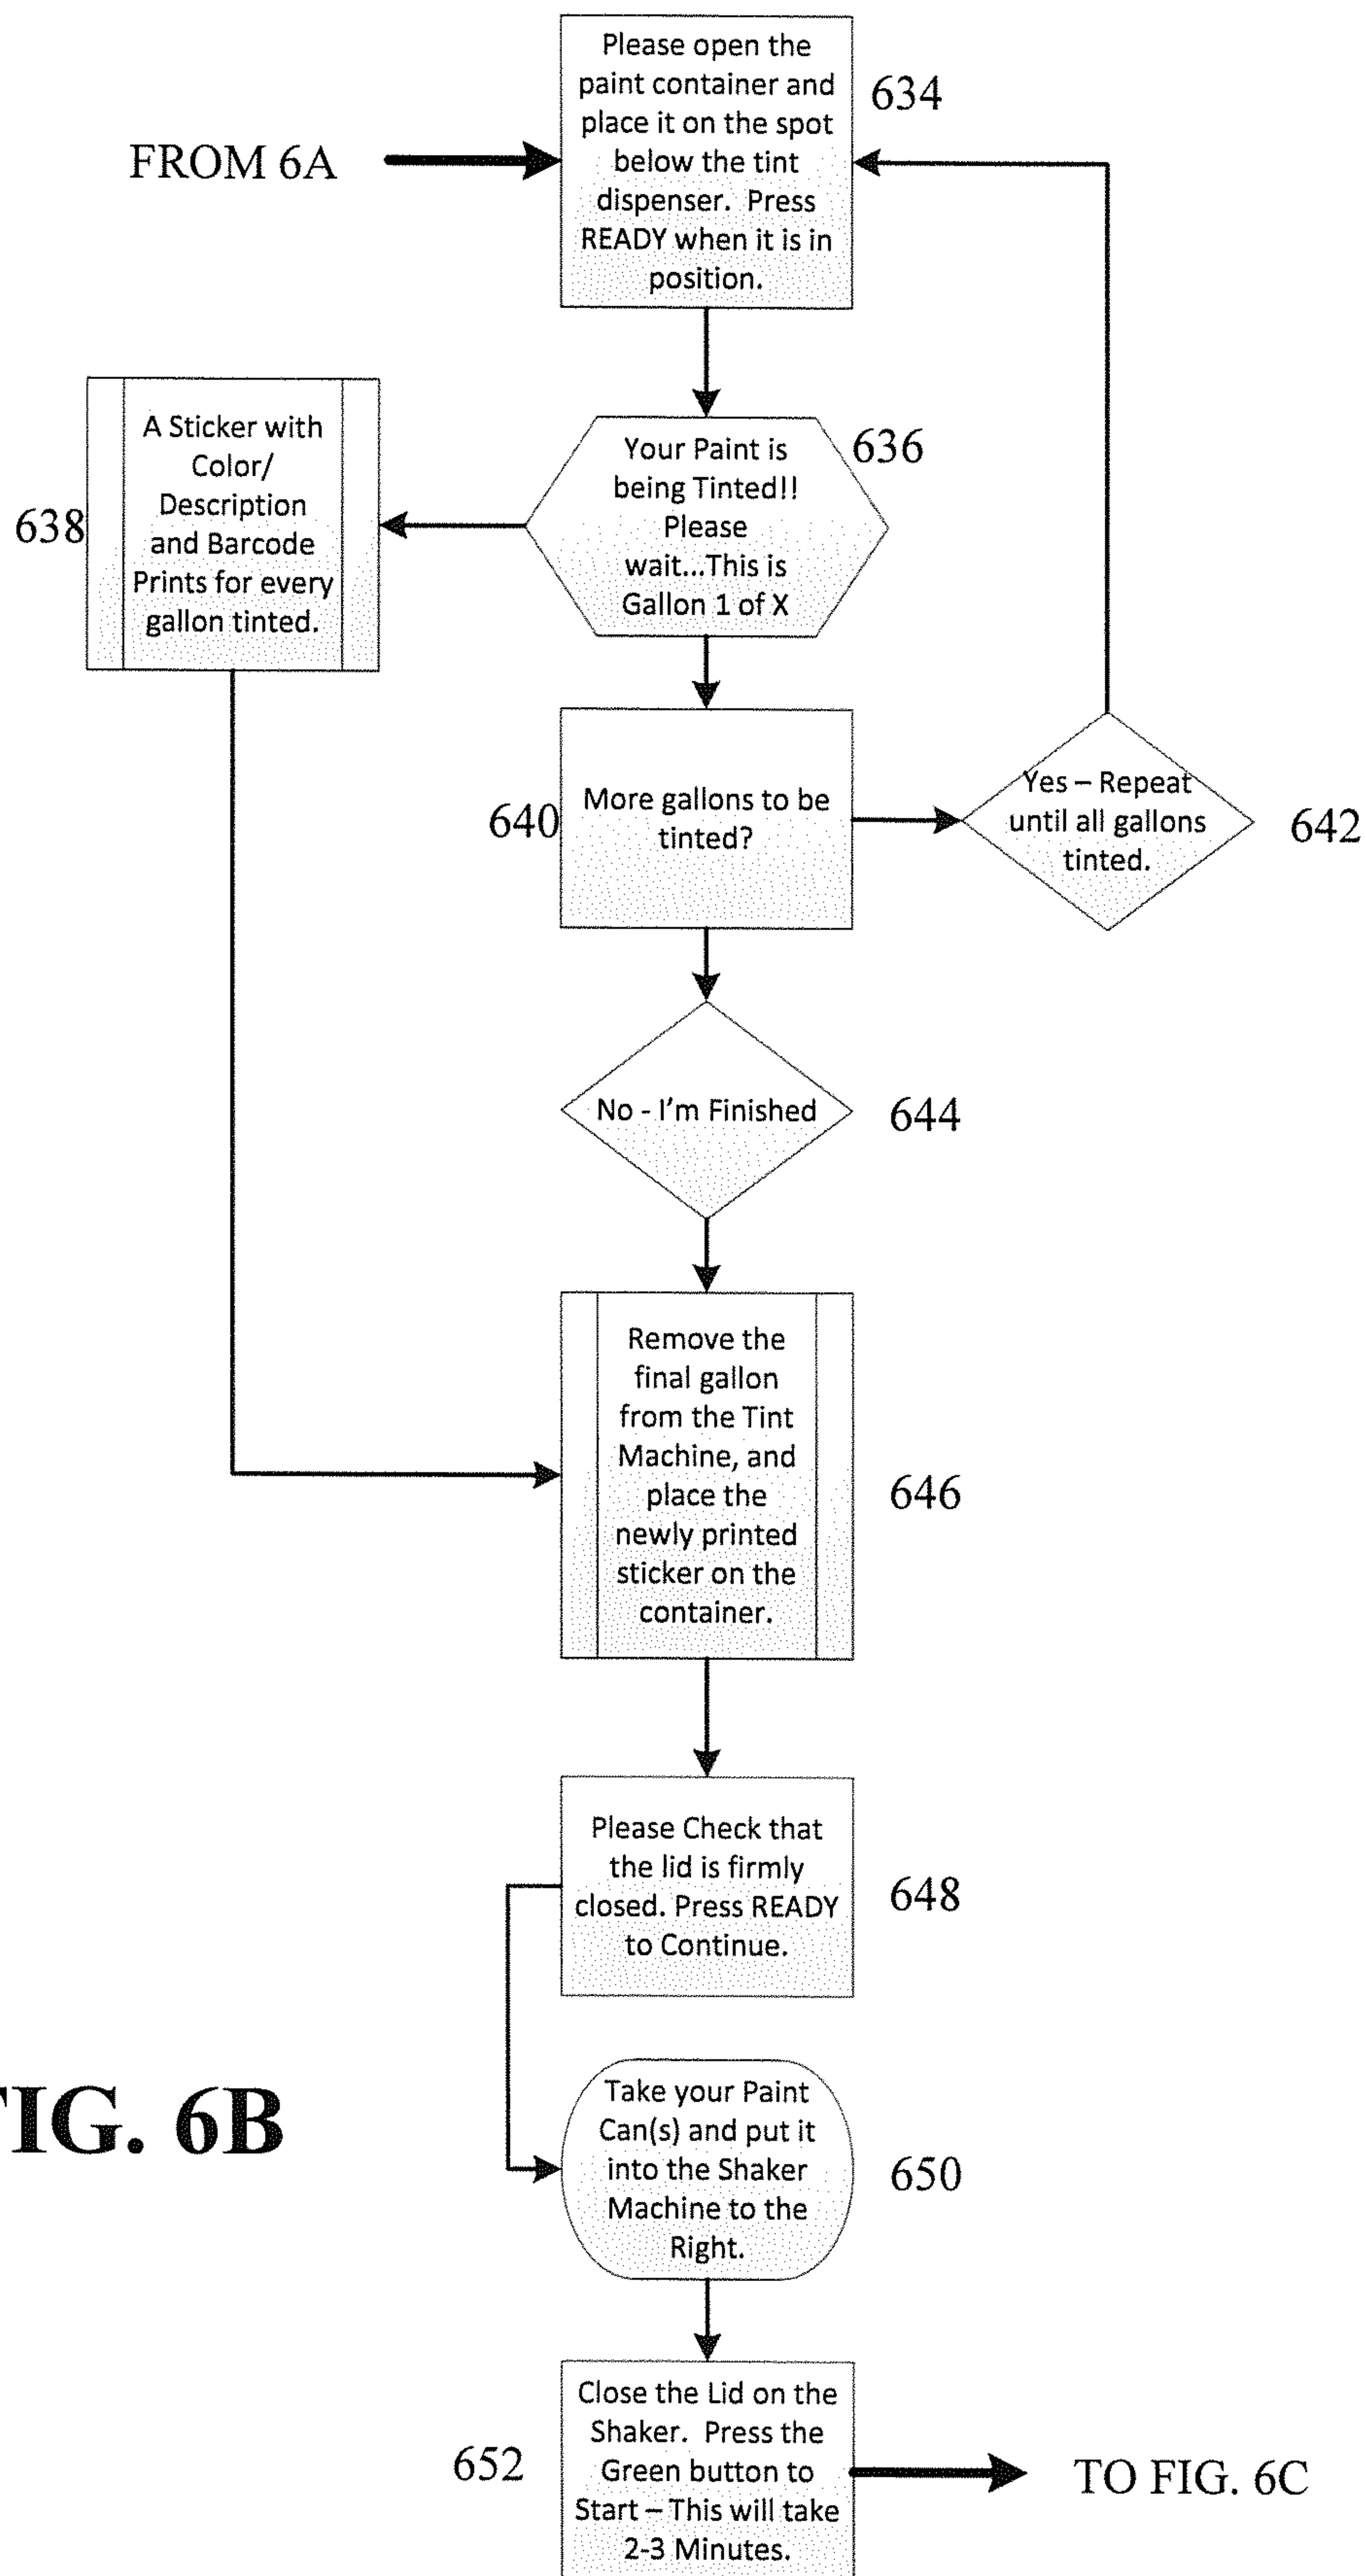 Please open the
paint container and
place it on the spot
below the tint
dispenser. Press
READY when it is in
position.
634
FROM 6A
A Sticker with
Color/
Description
and Barcode
Prints for every
gallon tinted.
638
Your Paint is
being Tinted!!
Please
wait...This is
Gallon 1 of X
636
More gallons to be
tinted?
640
Yes – Repeat
until all gallons
tinted.
642
No - I'm Finished
644
Remove the
final gallon
from the Tint
Machine, and
place the
newly printed
sticker on the
container.
646
Please Check that
the lid is firmly
closed. Press READY
to Continue.
648
Take your Paint
Can(s) and put it
into the Shaker
Machine to the
Right.
650
Close the Lid on the
Shaker. Press the
Green button to
Start – This will take
2-3 Minutes.
652
TO FIG. 6C
FIG. 6B